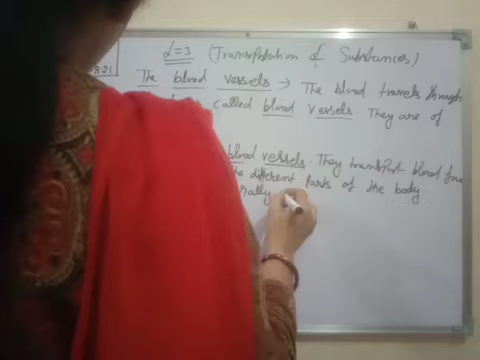 L=3 (Transportation of Substances)
8.21
The blood vessels → The blood travels through
called blood vessels. They are of
blood vessels. They transport blood from
the different parts of the body
rally